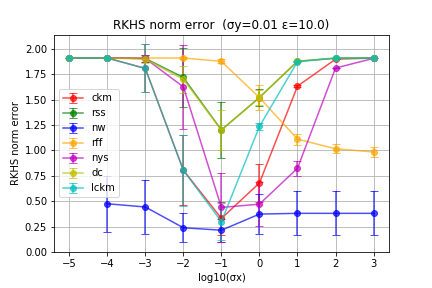 RKHS norm error (σy=0.01 ε=10.0)
RKHS norm error
2.00
1.75
1.50
1.25
1.00
0.75
0.50
0.25
0.00
ckm
rss
nw
rff
nys
dc
lckm
−5 −4 −3 −2 −1 0 1 2 3
log10(σx)